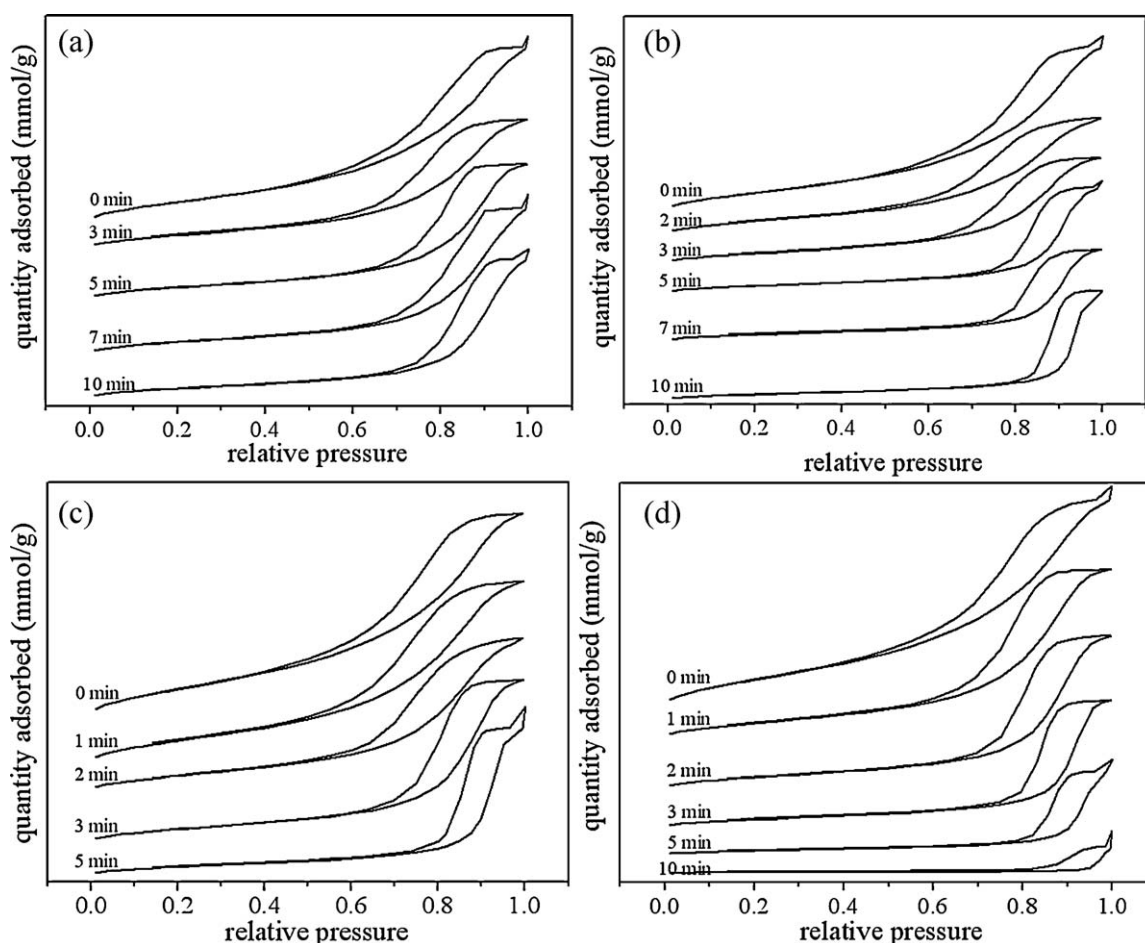 (a)
quantity adsorbed (mmol/g)
0 min
3 min
5 min
7 min
10 min
0.0 0.2 0.4 0.6 0.8 1.0
relative pressure
(b)
quantity adsorbed (mmol/g)
0 min
2 min
3 min
5 min
7 min
10 min
0.0 0.2 0.4 0.6 0.8 1.0
relative pressure
(c)
quantity adsorbed (mmol/g)
0 min
1 min
2 min
3 min
5 min
0.0 0.2 0.4 0.6 0.8 1.0
relative pressure
(d)
quantity adsorbed (mmol/g)
0 min
1 min
2 min
3 min
5 min
10 min
0.0 0.2 0.4 0.6 0.8 1.0
relative pressure